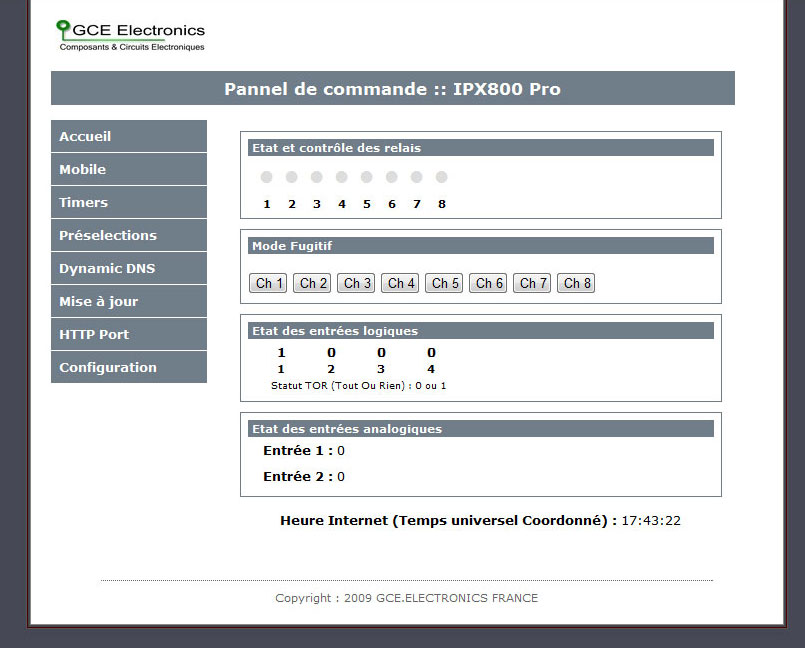 GCE Electronics
Composants & Circuits Electroniques
Pannel de commande :: IPX800 Pro
Accueil
Mobile
Timers
Préselections
Dynamic DNS
Mise à jour
HTTP Port
Configuration
Etat et contrôle des relais
1 2 3 4 5 6 7 8
Mode Fugitif
Ch 1 Ch 2 Ch 3 Ch 4 Ch 5 Ch 6 Ch 7 Ch 8
Etat des entrées logiques
1 0 0 0
1 2 3 4
Statut TOR (Tout Ou Rien) : 0 ou 1
Etat des entrées analogiques
Entrée 1 : 0
Entrée 2 : 0
Heure Internet (Temps universel Coordonné) : 17:43:22
Copyright : 2009 GCE.ELECTRONICS FRANCE